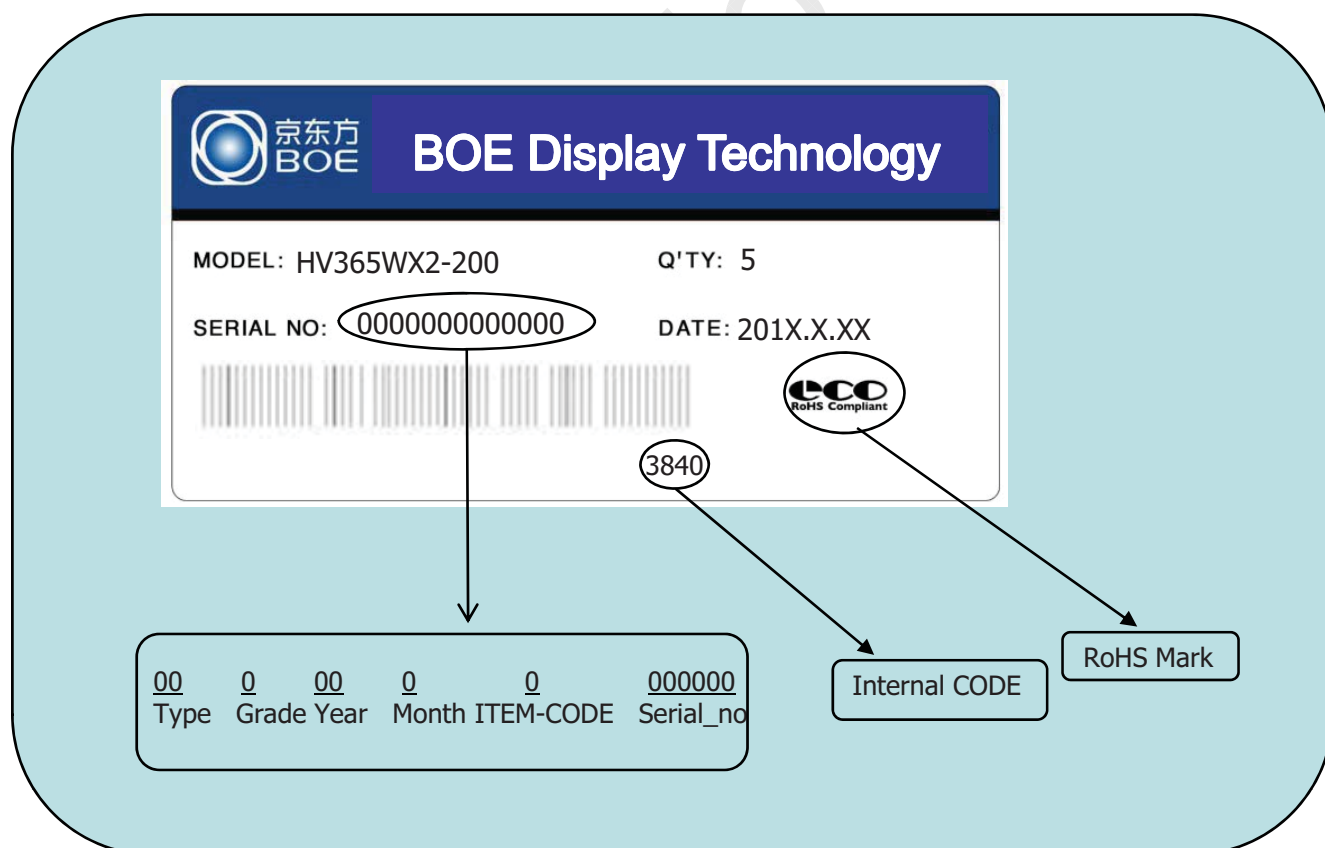 京东方
BOE
BOE Display Technology
MODEL: HV365WX2-200
Q'TY: 5
SERIAL NO: 0000000000000
DATE: 201X.X.XX
eco
RoHS Compliant
3840
00 0 00 0 0 000000
Type Grade Year Month ITEM-CODE Serial_no
Internal CODE
RoHS Mark